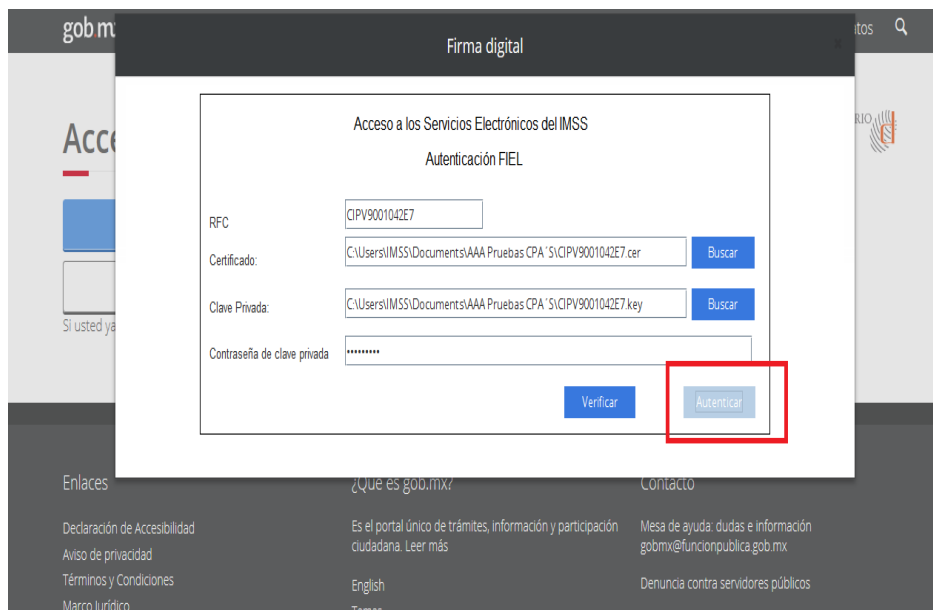 gob.m
Firma digital
tos
Acceso a los Servicios Electrónicos del IMSS
Autenticación FIEL
RIO
Acce
RFC
CIPV9001042E7
Certificado:
C:\Users\IMSS\Documents\AAA Pruebas CPA´S\CIPV9001042E7.cer
Buscar
Clave Privada:
C:\Users\IMSS\Documents\AAA Pruebas CPA´S\CIPV9001042E7.key
Buscar
Si usted ya
Contraseña de clave privada
•••••••••
Verificar
Autenticar
Enlaces
¿Qué es gob.mx?
Contacto
Declaración de Accesibilidad
Es el portal único de trámites, información y participación
Mesa de ayuda: dudas e información
Aviso de privacidad
ciudadana. Leer más
gobmx@funcionpublica.gob.mx
Términos y Condiciones
English
Denuncia contra servidores públicos
Marco Jurídico
Temas